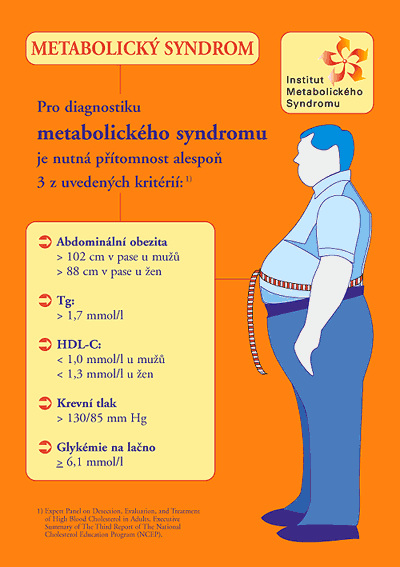 METABOLICKÝ SYNDROM
Institut
Metabolického
Syndromu
Pro diagnostiku
metabolického syndromu
je nutná přítomnost alespoň
3 z uvedených kritérií: 1)
Abdominální obezita
> 102 cm v pase u mužů
> 88 cm v pase u žen
Tg:
> 1,7 mmol/l
HDL-C:
< 1,0 mmol/l u mužů
< 1,3 mmol/l u žen
Krevní tlak
> 130/85 mm Hg
Glykémie na lačno
≥ 6,1 mmol/l
1) Expert Panel on Detection, Evaluation, and Treatment
of High Blood Cholesterol in Adults. Executive
Summary of The Third Report of The National
Cholesterol Education Program (NCEP).